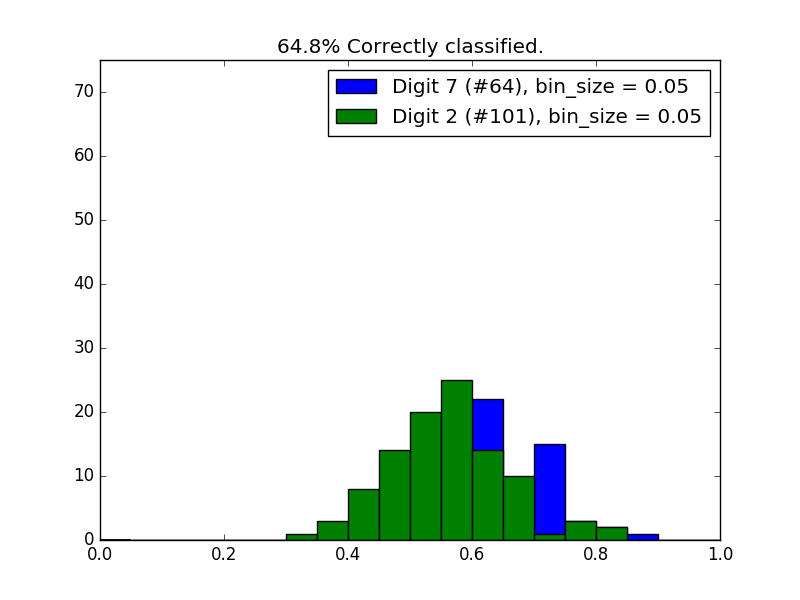 64.8% Correctly classified.
Digit 7 (#64), bin_size = 0.05
Digit 2 (#101), bin_size = 0.05
70
60
50
40
30
20
10
0
0.0 0.2 0.4 0.6 0.8 1.0